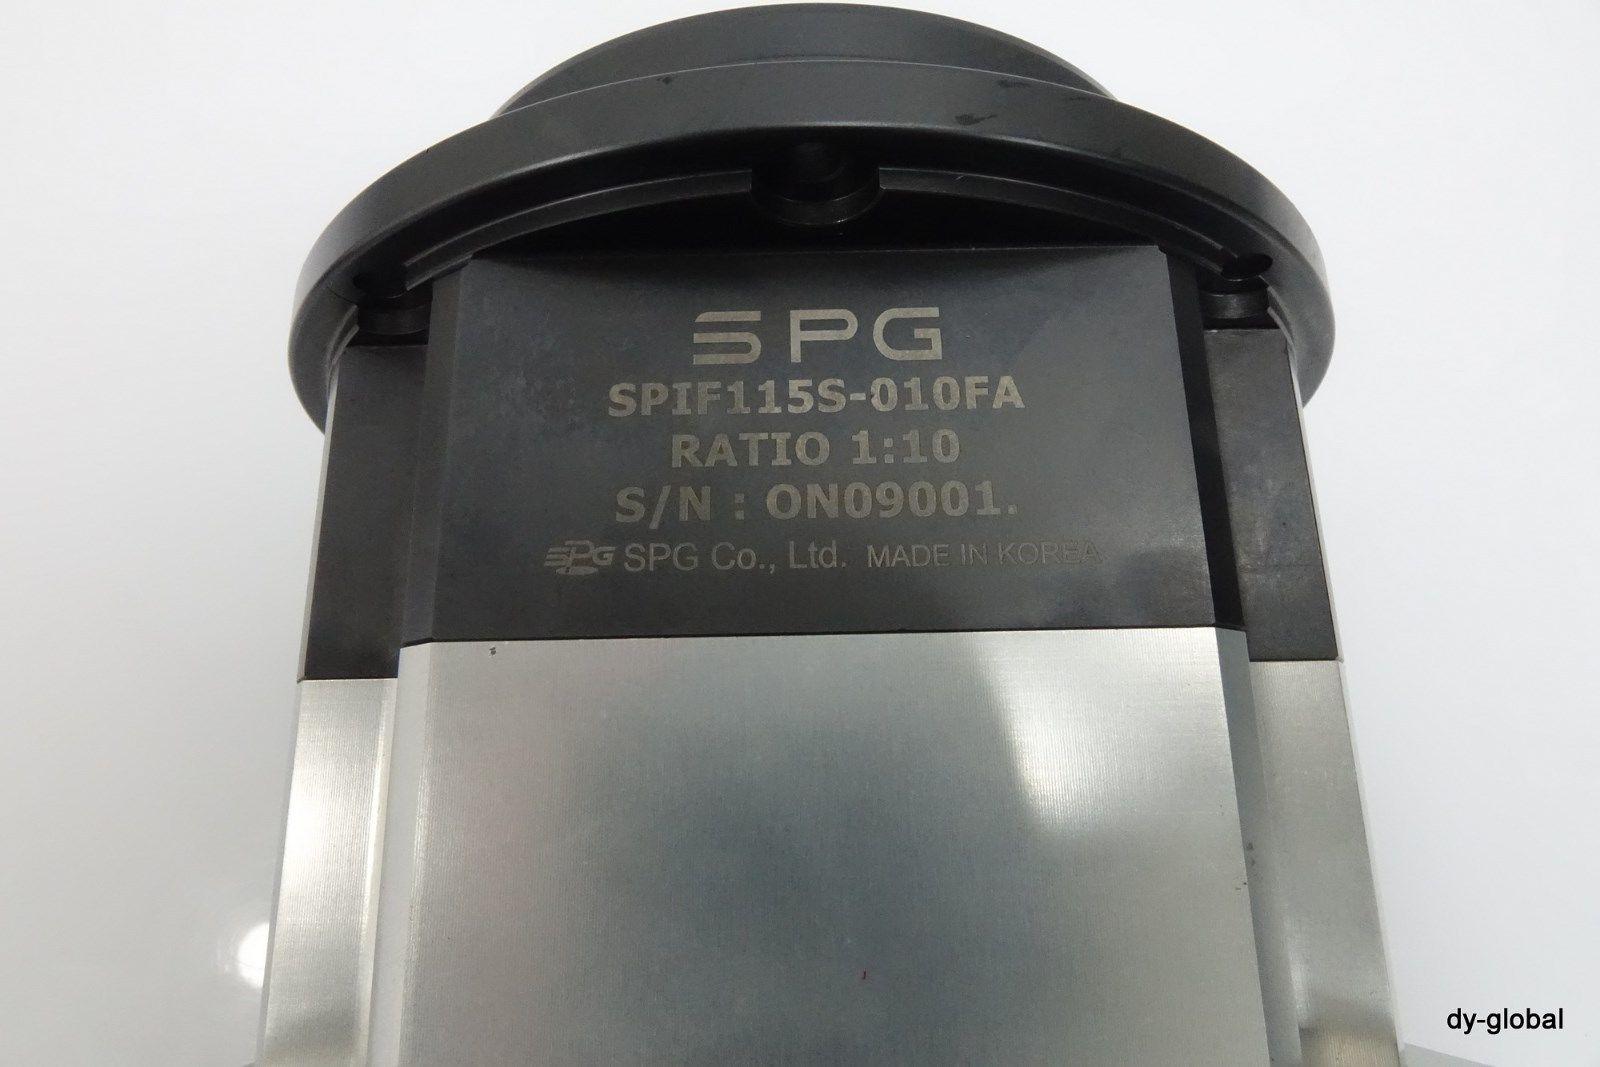 SPG
SPIF115S-010FA
RATIO 1:10
S/N : ON09001.
SPG SPG Co., Ltd. MADE IN KOREA
dy-global